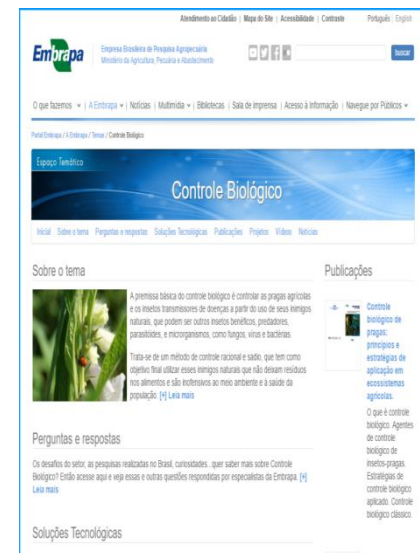 Atendimento ao Cidadão | Mapa do Site | Acessibilidade | Contraste Português | English
Embrapa
Empresa Brasileira de Pesquisa Agropecuária
Ministério da Agricultura, Pecuária e Abastecimento
buscar
O que fazemos | A Embrapa | Notícias | Multimídia | Bibliotecas | Sala de imprensa | Acesso à Informação | Navegue por Públicos
Portal Embrapa / A Embrapa / Temas / Controle Biológico
Espaço Temático
Controle Biológico
Inicial Sobre o tema Perguntas e respostas Soluções Tecnológicas Publicações Projetos Vídeos Notícias
Sobre o tema
A premissa básica do controle biológico é controlar as pragas agrícolas
e os insetos transmissores de doenças a partir do uso de seus inimigos
naturais, que podem ser outros insetos benéficos, predadores,
parasitóides, e microrganismos, como fungos, vírus e bactérias.
Trata-se de um método de controle racional e sadio, que tem como
objetivo final utilizar esses inimigos naturais que não deixam resíduos
nos alimentos e são inofensivos ao meio ambiente e à saúde da
população. [+] Leia mais
Perguntas e respostas
Os desafios do setor, as pesquisas realizadas no Brasil, curiosidades...quer saber mais sobre Controle
Biológico? Então acesse aqui e veja essas e outras questões respondidas por especialistas da Embrapa. [+]
Leia mais
Soluções Tecnológicas
Publicações
Controle
biológico de
pragas:
princípios e
estratégias de
aplicação em
ecossistemas
agrícolas.
O que é controle
biológico. Agentes
de controle
biológico de
insetos-pragas.
Estratégias de
controle biológico
aplicado. Controle
biológico clássico.